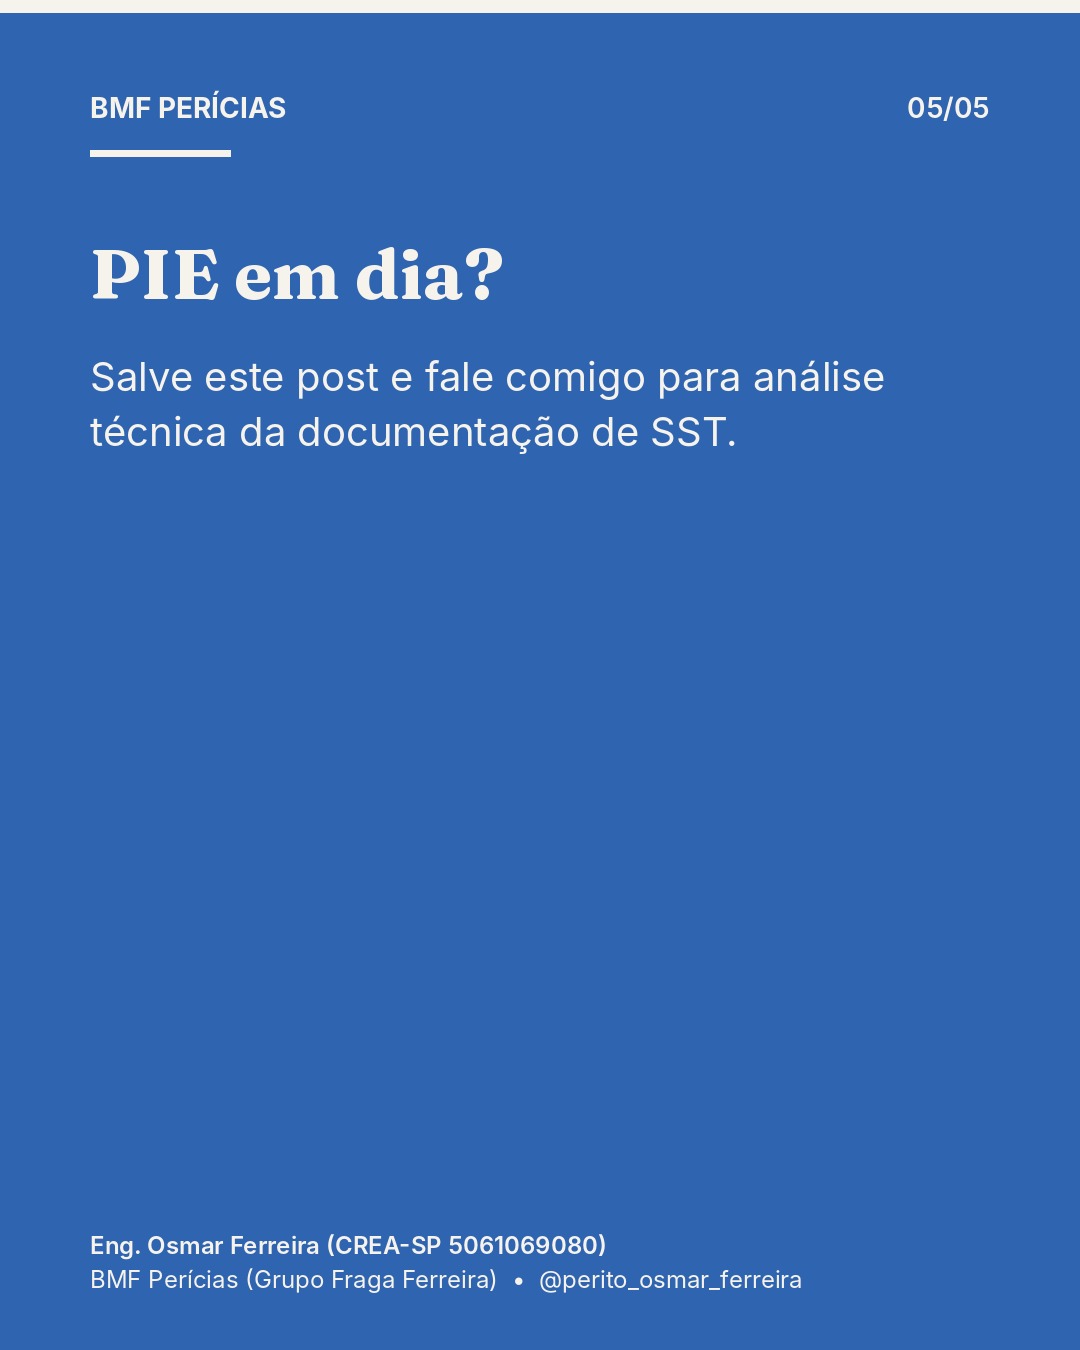 BMF PERÍCIAS
05/05
PIE em dia?
Salve este post e fale comigo para análise
técnica da documentação de SST.
Eng. Osmar Ferreira (CREA-SP 5061069080)
BMF Perícias (Grupo Fraga Ferreira) • @perito_osmar_ferreira